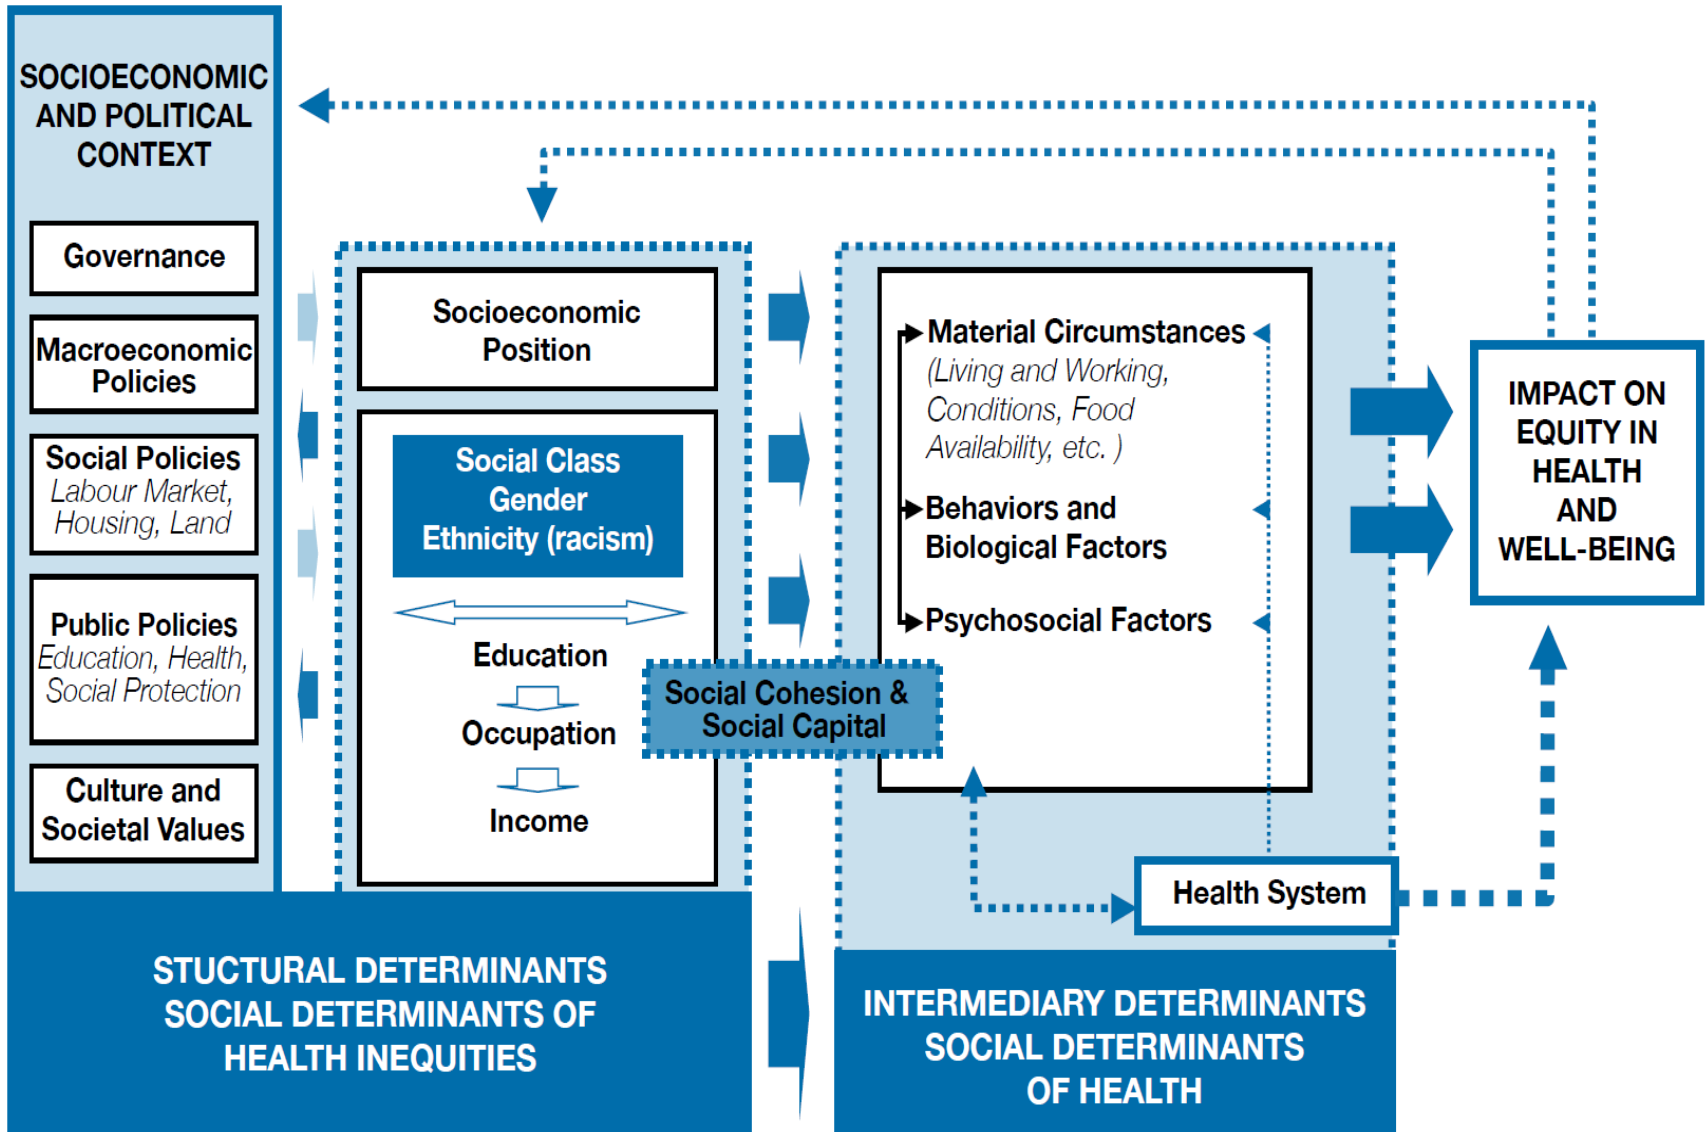 SOCIOECONOMIC
AND POLITICAL
CONTEXT
Governance
Macroeconomic
Policies
Social Policies
Labour Market,
Housing, Land
Public Policies
Education, Health,
Social Protection
Culture and
Societal Values
Socioeconomic
Position
Social Class
Gender
Ethnicity (racism)
Education
Occupation
Income
Social Cohesion &
Social Capital
Material Circumstances
(Living and Working,
Conditions, Food
Availability, etc. )
Behaviors and
Biological Factors
Psychosocial Factors
Health System
IMPACT ON
EQUITY IN
HEALTH
AND
WELL-BEING
STUCTURAL DETERMINANTS
SOCIAL DETERMINANTS OF
HEALTH INEQUITIES
INTERMEDIARY DETERMINANTS
SOCIAL DETERMINANTS
OF HEALTH